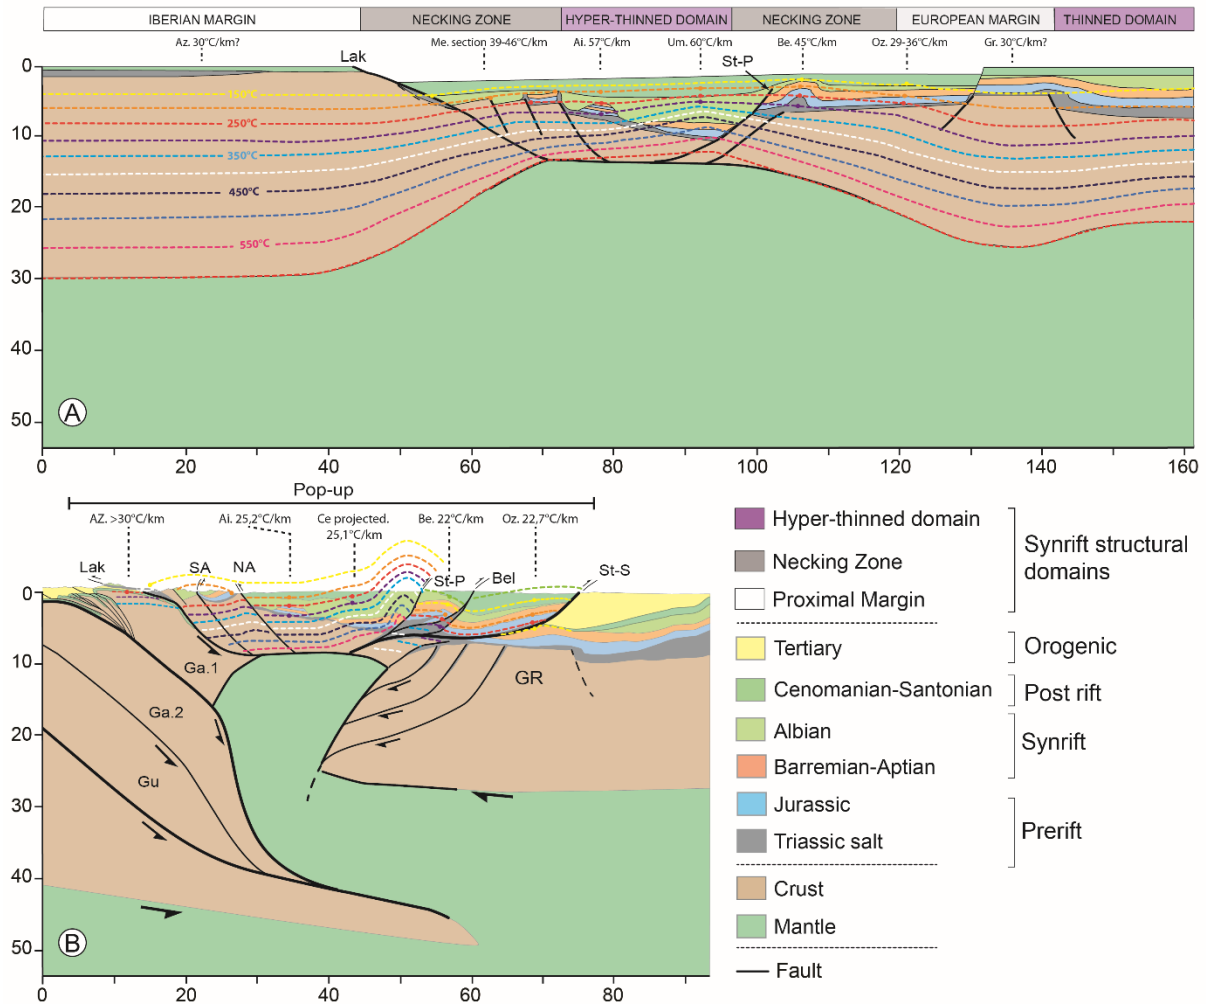 IBERIAN MARGIN NECKING ZONE HYPER-THINNED DOMAIN NECKING ZONE EUROPEAN MARGIN THINNED DOMAIN
Az. 30°C/km? Me. section 39-46°C/km Ai. 57°C/km Um. 60°C/km Be. 45°C/km Oz. 29-36°C/km Gr. 30°C/km?
Lak St-P
0
150°C
250°C
10
350°C
450°C
20
550°C
30
40
50
A
0 20 40 60 80 100 120 140 160
Pop-up
AZ. >30°C/km Ai. 25,2°C/km Ce projected. 25,1°C/km Be. 22°C/km Oz. 22,7°C/km
Lak SA NA St-P Bel St-S
0
10
Ga.1 GR
Ga.2
20
Gu
30
40
50
B
0 20 40 60 80
Hyper-thinned domain
Necking Zone
Proximal Margin
Synrift structural
domains
Tertiary
Orogenic
Cenomanian-Santonian
Post rift
Albian
Barremian-Aptian
Synrift
Jurassic
Triassic salt
Prerift
Crust
Mantle
Fault